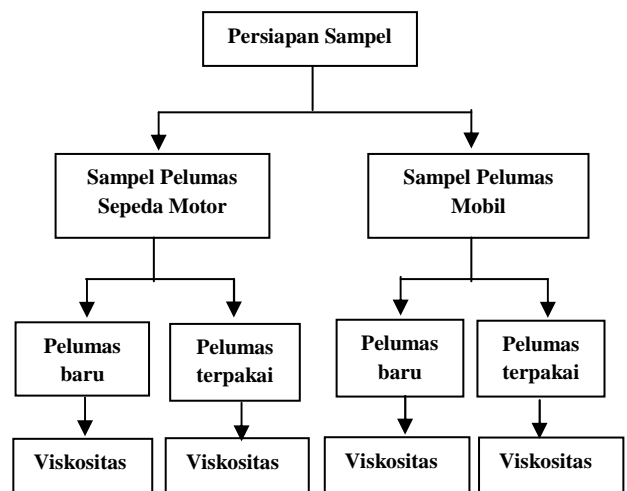 Persiapan Sampel
Sampel Pelumas
Sepeda Motor
Sampel Pelumas
Mobil
Pelumas
baru
Pelumas
terpakai
Pelumas
baru
Pelumas
terpakai
Viskositas
Viskositas
Viskositas
Viskositas